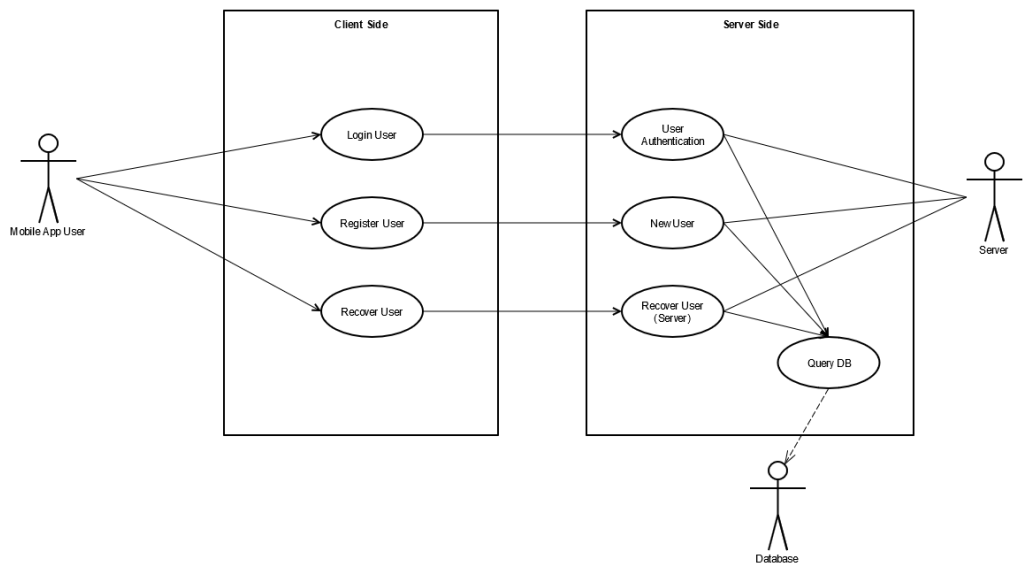 Client Side
Server Side
Login User
User
Authentication
Mobile App User
Register User
New User
Server
Recover User
Recover User
(Server)
Query DB
Database